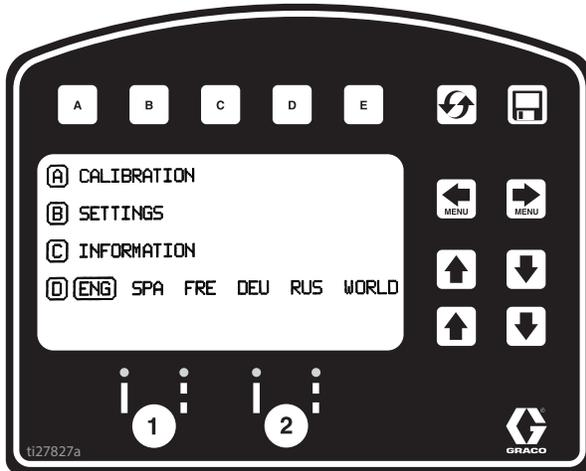 A B C D E
A CALIBRATION
B SETTINGS
MENU MENU
C INFORMATION
D ENG SPA FRE DEU RUS WORLD
1 2
ti27827a
G
GRACO